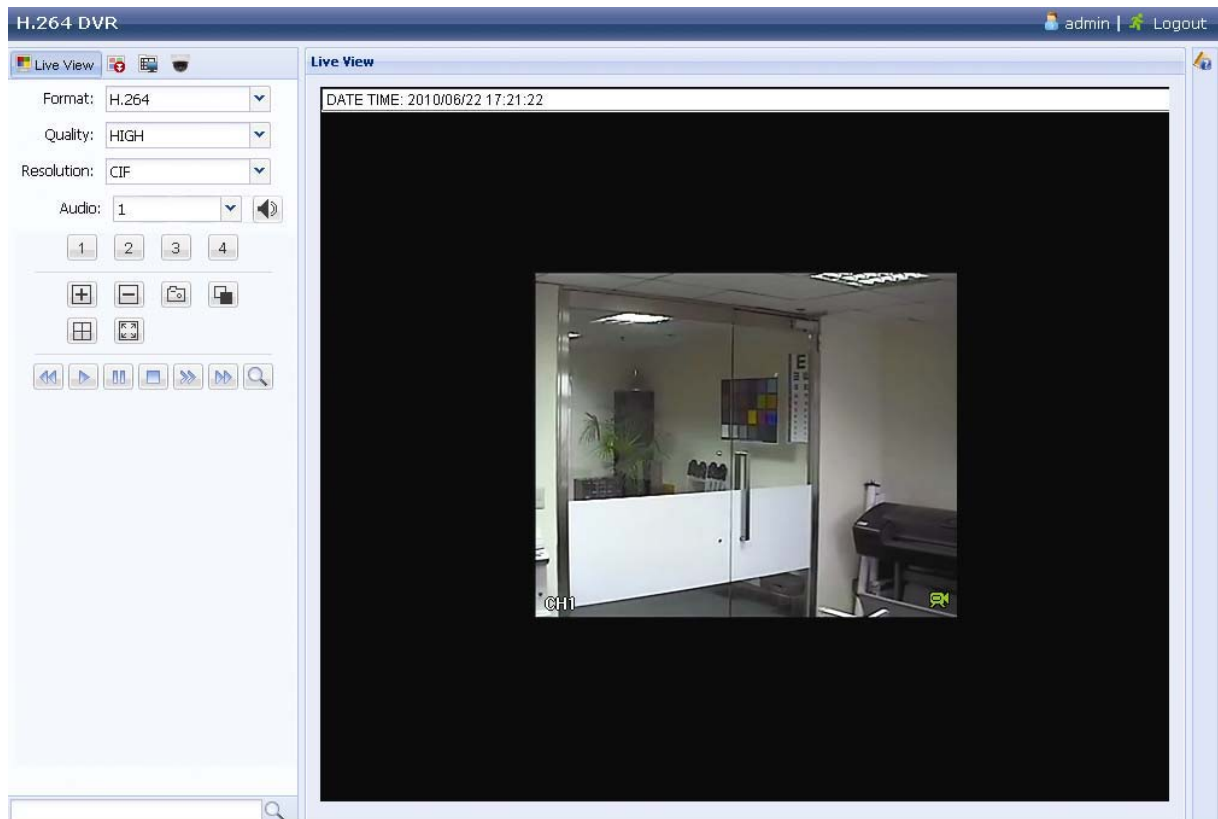 H.264 DVR
admin | Logout
Live View
Live View
Format: H.264
DATE TIME: 2010/06/22 17:21:22
Quality: HIGH
Resolution: CIF
Audio: 1
1 2 3 4
E
CH1